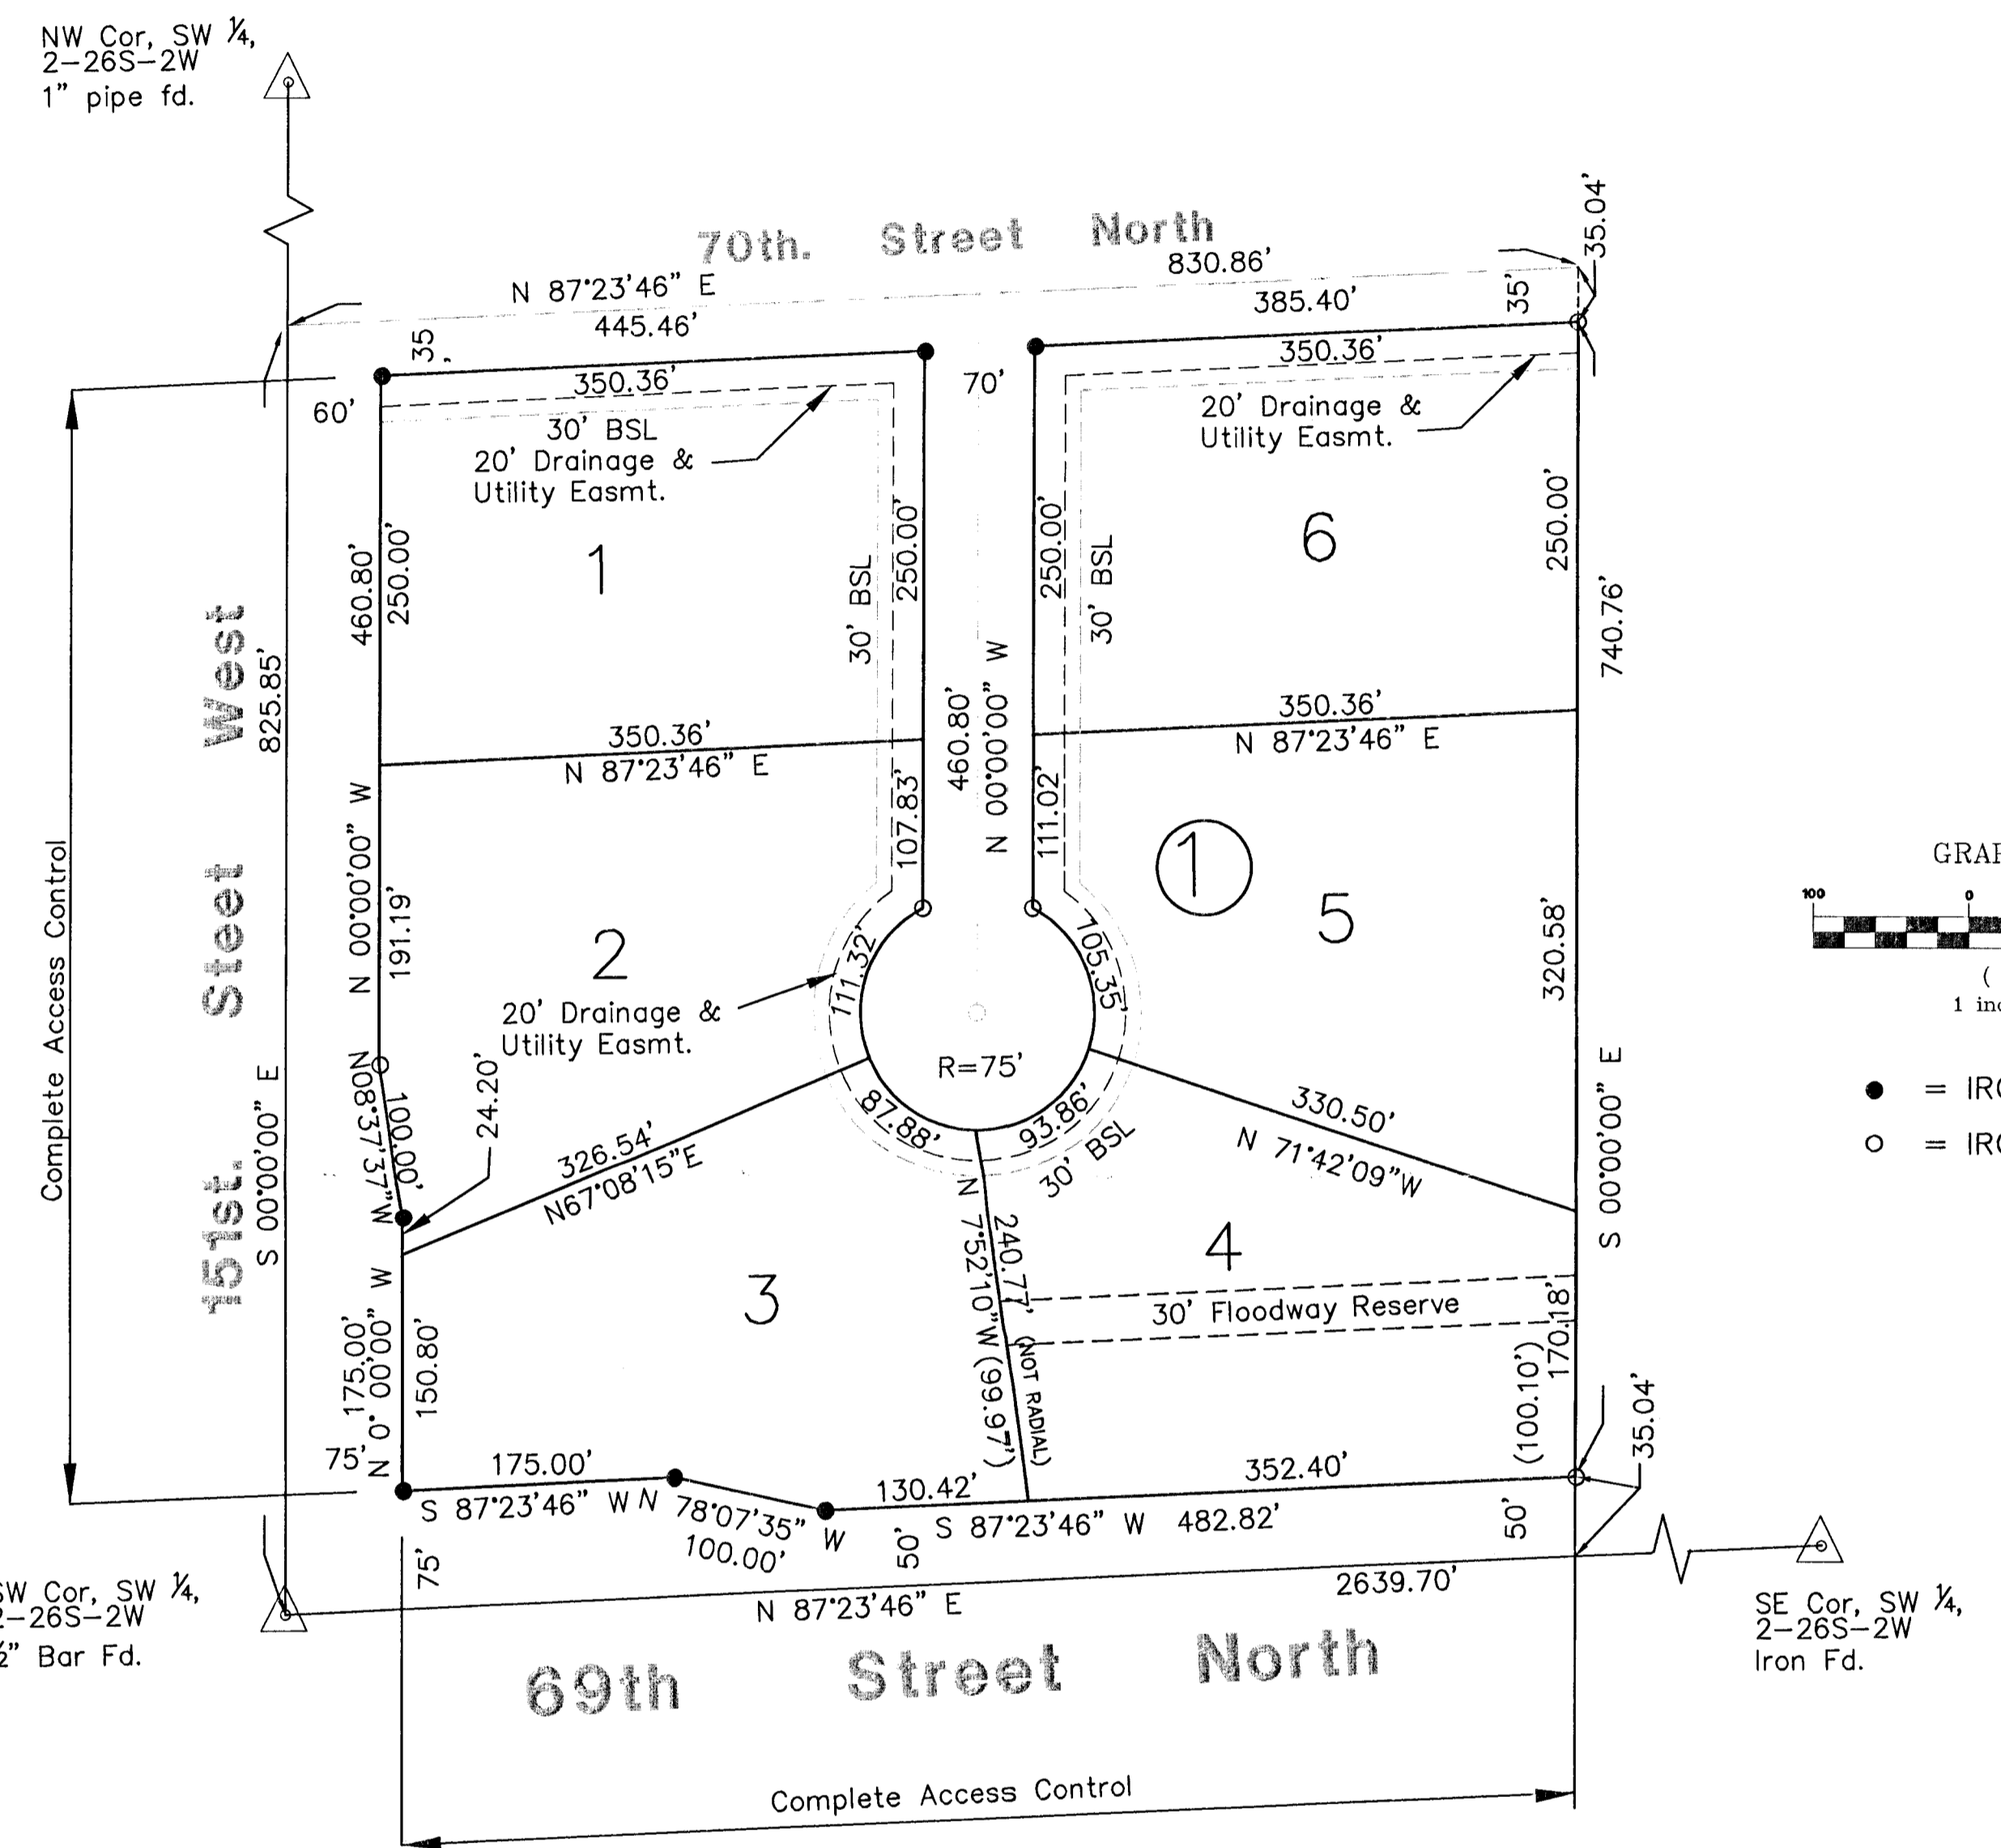 NW Cor, SW ¼,
2–26S–2W
1” pipe fd.
70th. Street North
N 87°23'46” E
830.86'
35.04'
445.46'
385.40'
35'
35'
350.36'
350.36'
60'
70'
30' BSL
20' Drainage &
Utility Easmt.
20' Drainage &
Utility Easmt.
1
6
250.00'
460.80'
250.00'
250.00'
250.00'
30' BSL
30' BSL
740.76'
151st. Street West
825.85'
S 00°00'00” E
Complete Access Control
350.36'
N 87°23'46” E
350.36'
N 87°23'46” E
460.80'
N 00°00'00” W
107.83'
111.02'
N 00°00'00” W
191.19'
1
5
2
320.58'
20' Drainage &
Utility Easmt.
111.32'
105.35'
R=75'
87.88'
93.86'
30' BSL
N08°37'37”W
100.00'
24.20'
326.54'
N67°08'15”E
330.50'
N 71°42'09”W
S 00°00'00” E
3
4
30' Floodway Reserve
240.77' (NOT RADIAL)
N 7°52'10”W (99.97')
170.18'
(100.10')
175.00'
N 0° 00'00” W
150.80'
75'
175.00'
S 87°23'46” W
N 78°07'35” W
100.00'
130.42'
352.40'
S 87°23'46” W 482.82'
50'
50'
35.04'
75'
N 87°23'46” E
2639.70'
SW Cor, SW ¼,
2–26S–2W
½” Bar Fd.
SE Cor, SW ¼,
2–26S–2W
Iron Fd.
69th Street North
Complete Access Control
GRAP
100
0
(
1 inc
= IRO
= IRO